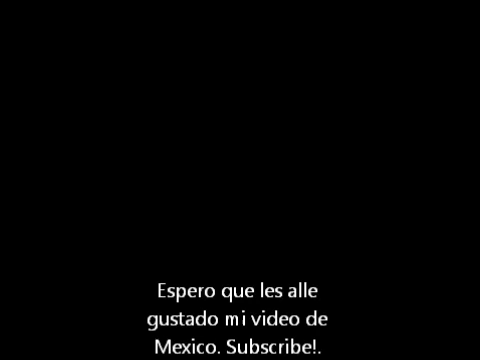 Espero que les alle
gustado mi video de
Mexico. Subscribe!.